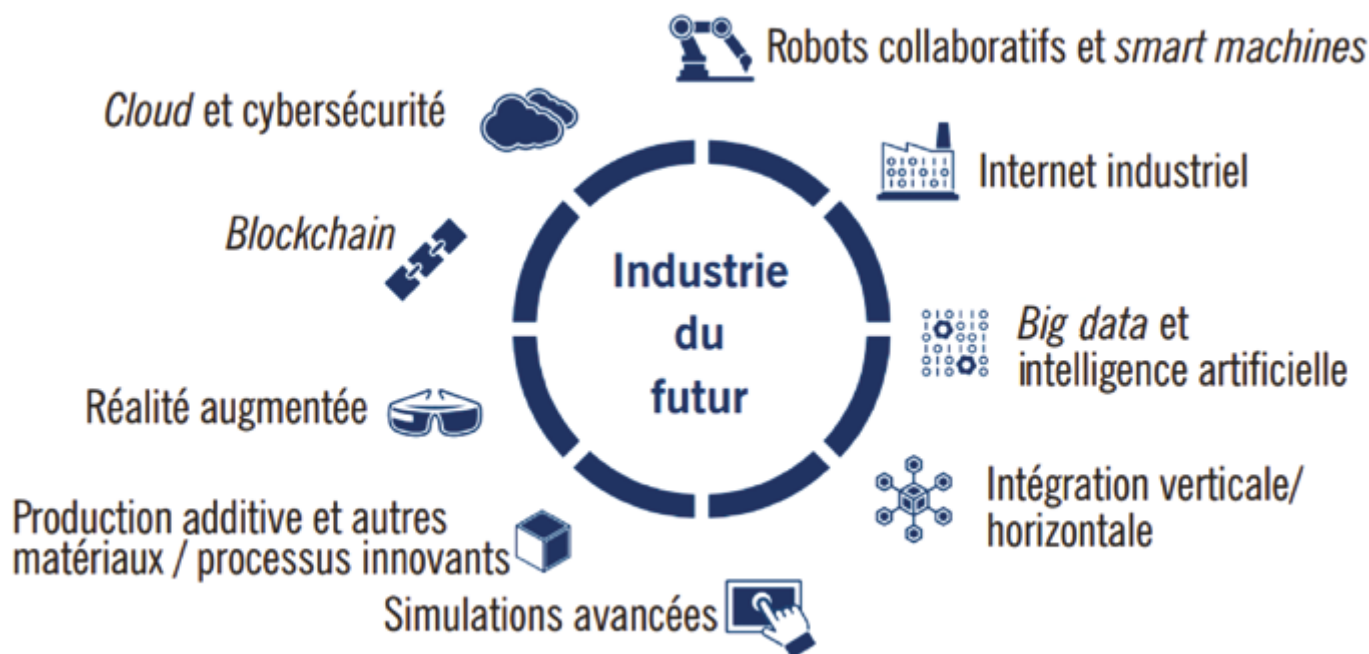 Robots collaboratifs et smart machines
Cloud et cybersécurité
Internet industriel
Blockchain
Industrie
du
futur
Big data et
intelligence artificielle
Réalité augmentée
Intégration verticale/
horizontale
Production additive et autres
matériaux / processus innovants
Simulations avancées